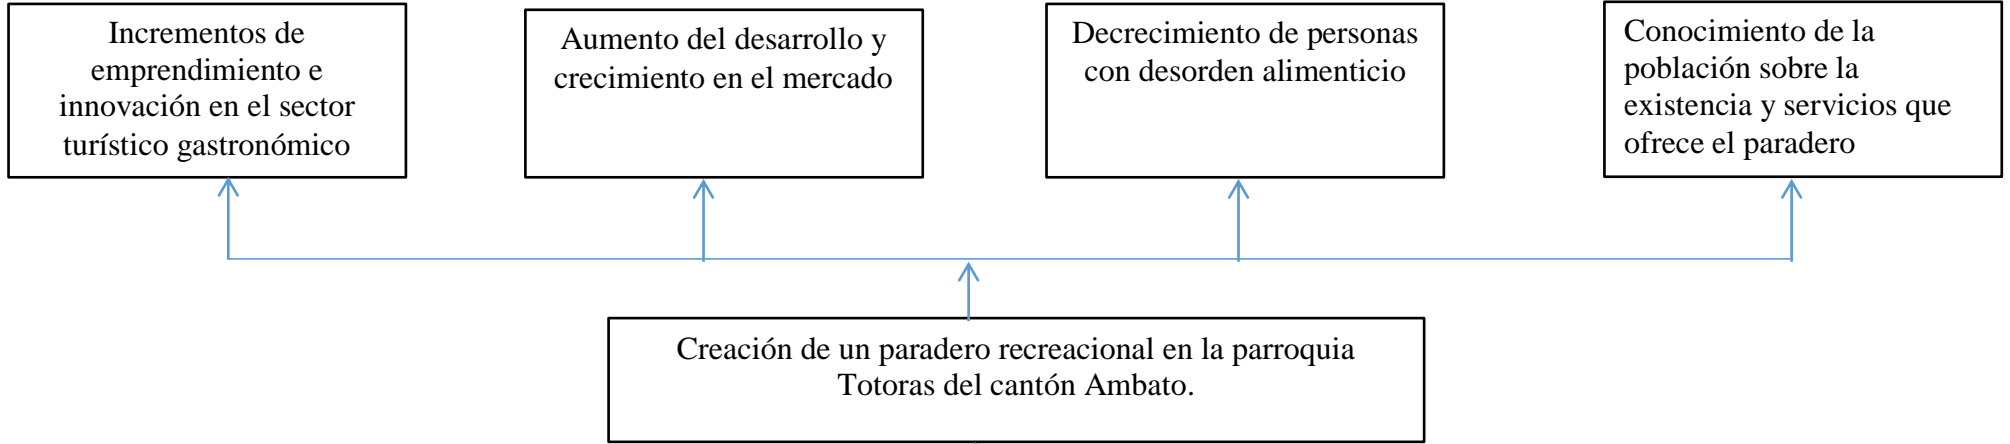 Incrementos de
emprendimiento e
innovación en el sector
turístico gastronómico
Aumento del desarrollo y
crecimiento en el mercado
Decrecimiento de personas
con desorden alimenticio
Conocimiento de la
población sobre la
existencia y servicios que
ofrece el paradero
Creación de un paradero recreacional en la parroquia
Totoras del cantón Ambato.